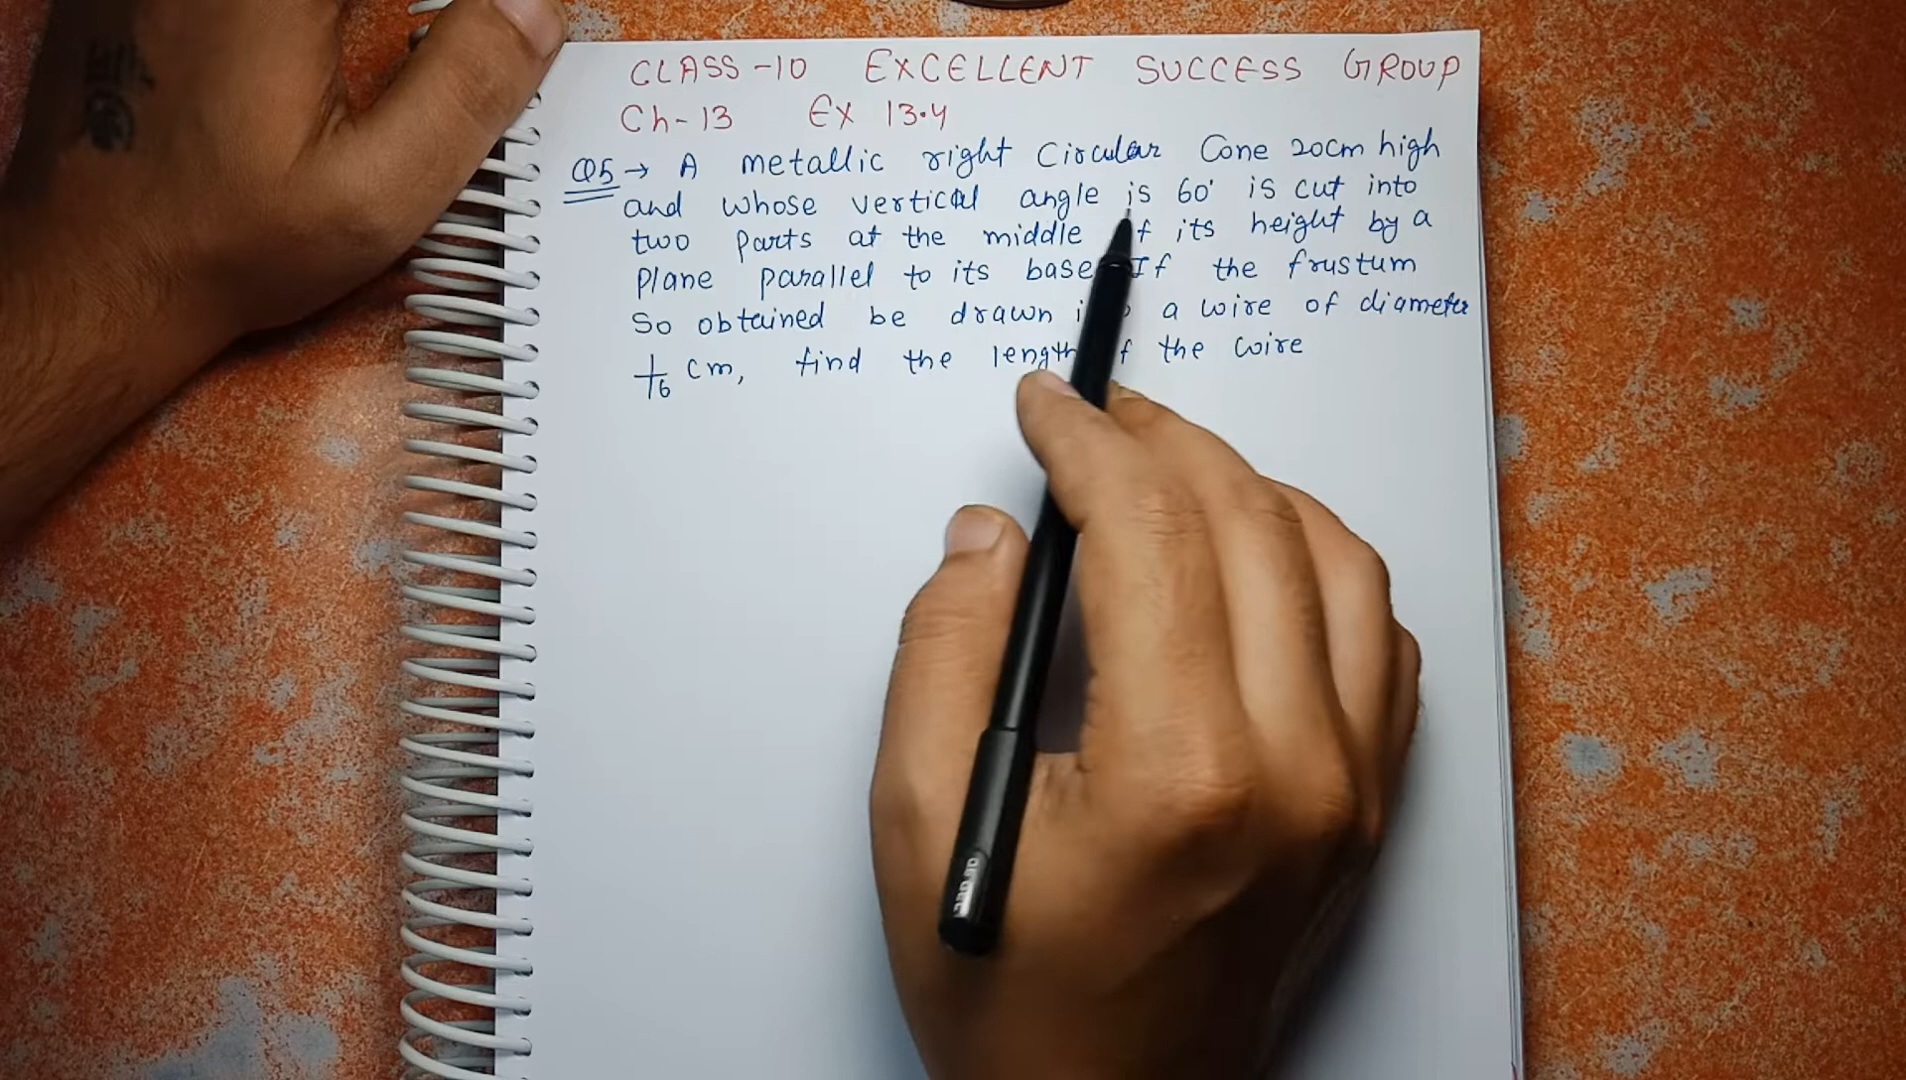 CLASS-10 EXCELLENT SUCCESS GROUP
Ch-13 Ex 13.4
Q5→ A metallic right Circular Cone 20cm high
and whose vertical angle is 60° is cut into
two parts at the middle of its height by a
Plane parallel to its base If the frustum
So obtained be drawn a wire of diameter
1/16 cm, find the length of the wire